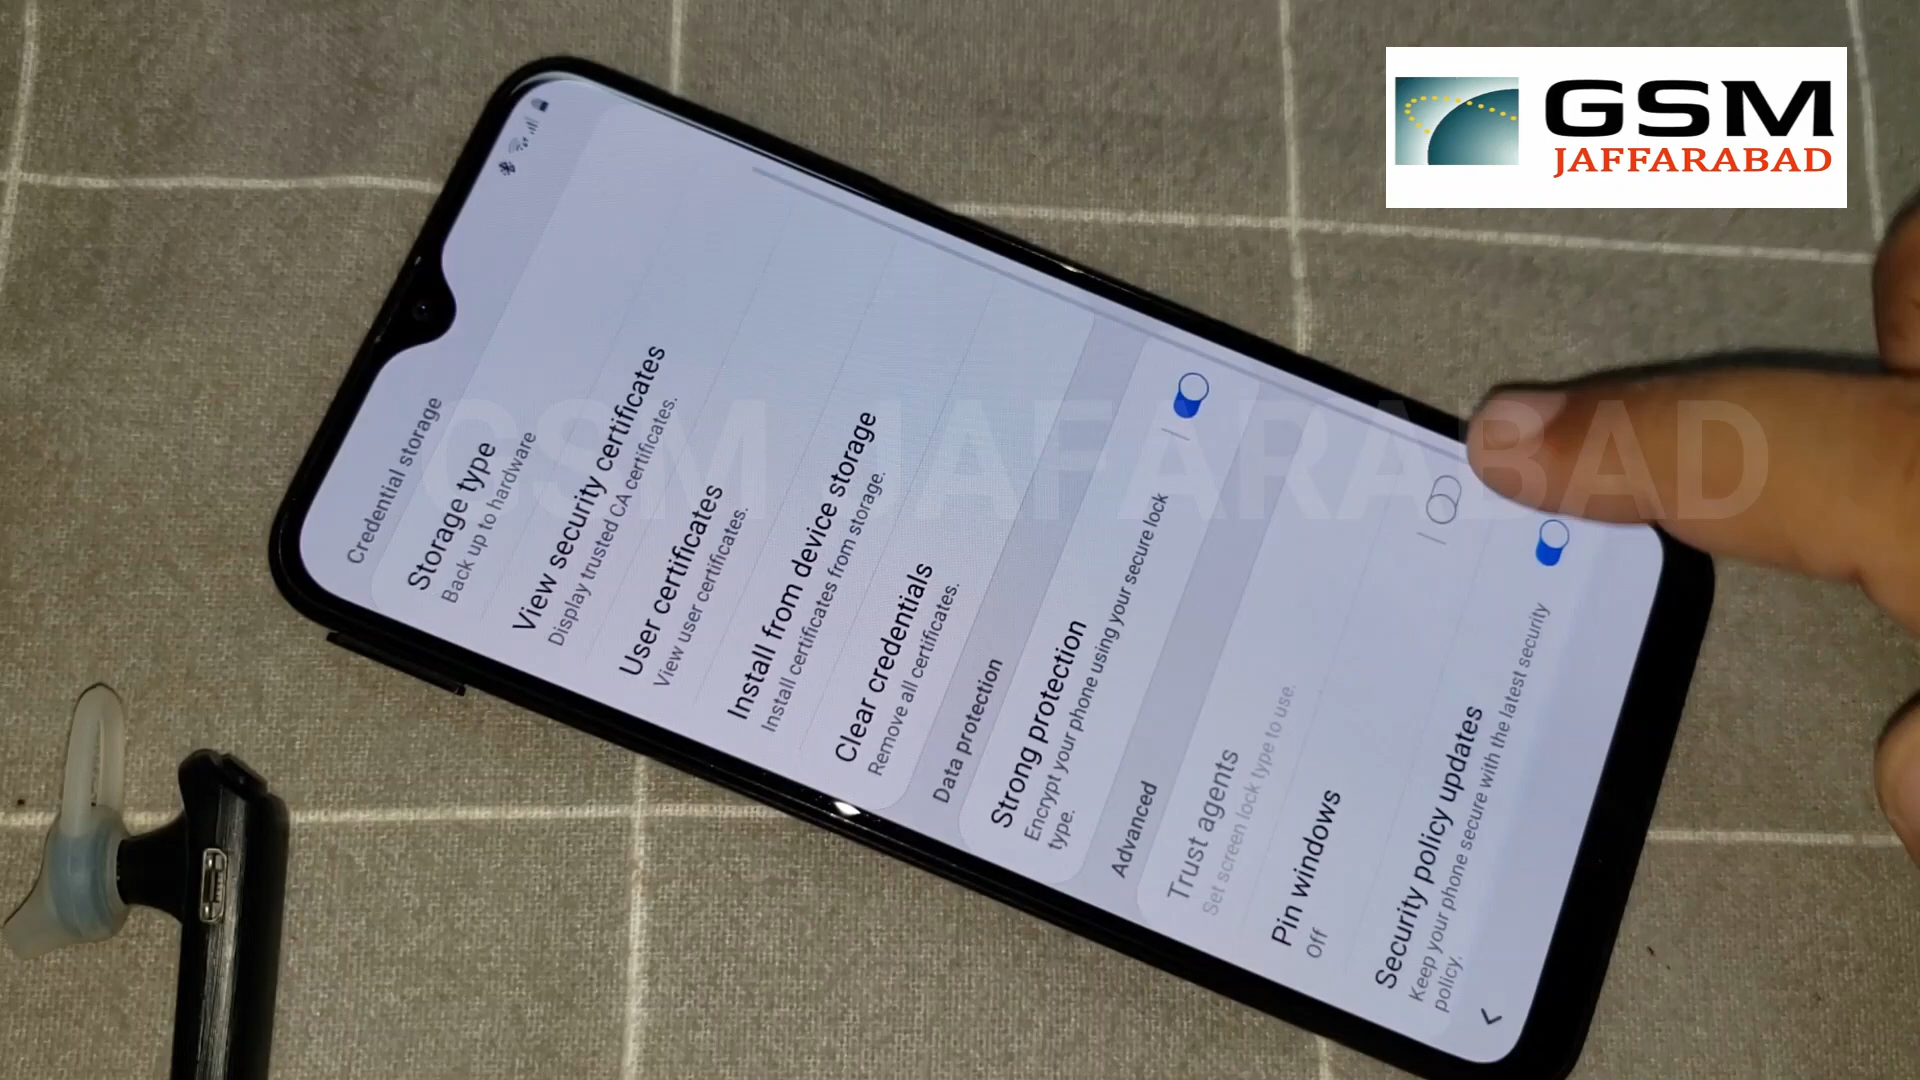 GSM
JAFFARABAD
GSM JAFARABAD
Credential storage
Storage type
Back up to hardware
View security certificates
Display trusted CA certificates.
User certificates
View user certificates.
Install from device storage
Install certificates from storage.
Clear credentials
Remove all certificates.
Data protection
Strong protection
Encrypt your phone using your secure lock
type.
Advanced
Trust agents
Set screen lock type to use.
Pin windows
Off
Security policy updates
Keep your phone secure with the latest security
policy.